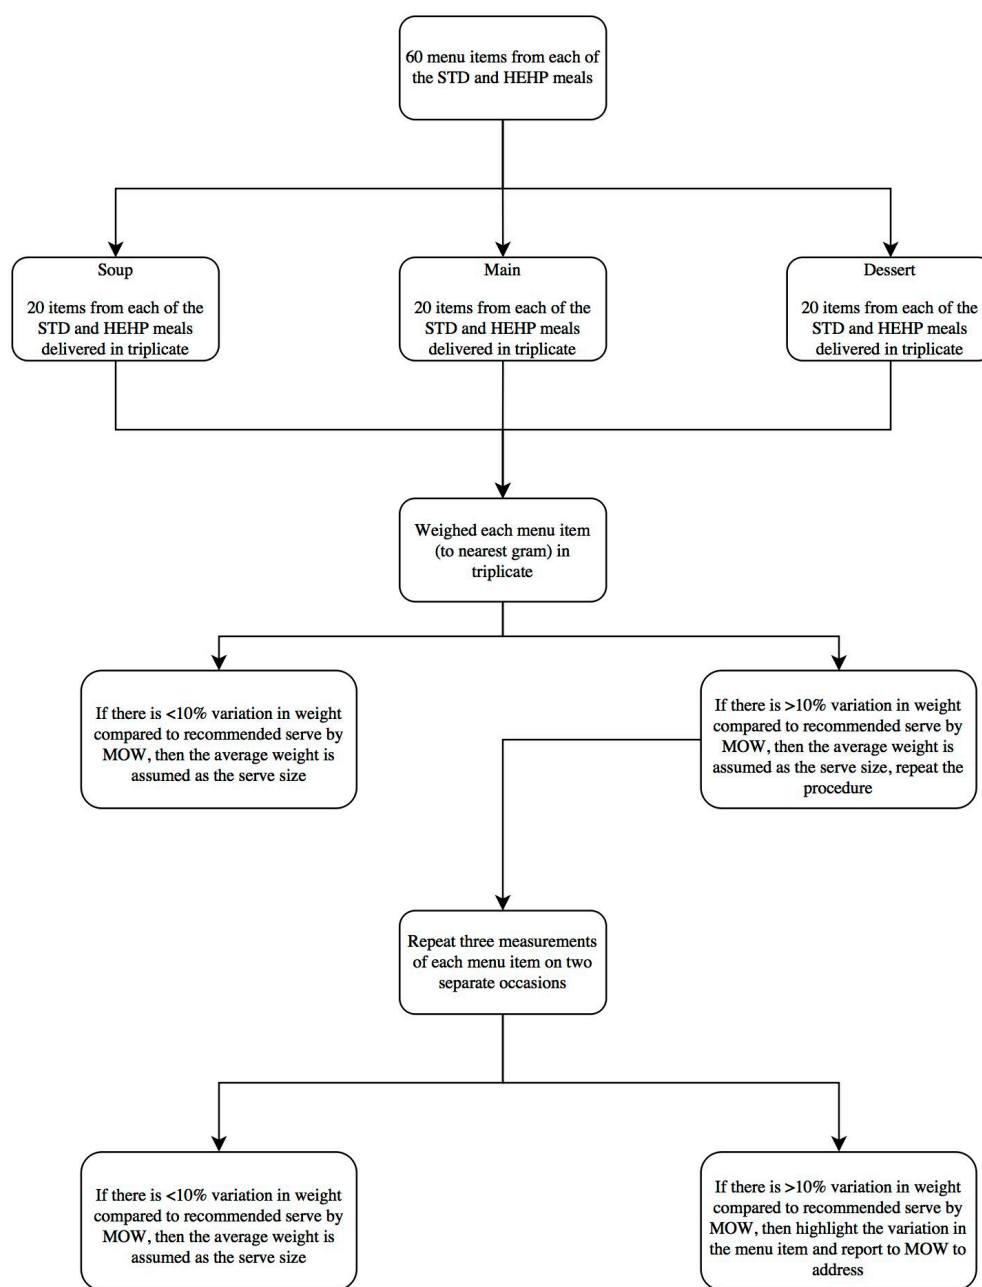 60 menu items from each of
the STD and HEHP meals
Soup
20 items from each of the
STD and HEHP meals
delivered in triplicate
Main
20 items from each of the
STD and HEHP meals
delivered in triplicate
Dessert
20 items from each of the
STD and HEHP meals
delivered in triplicate
Weighed each menu item
(to nearest gram) in
triplicate
If there is <10% variation in weight
compared to recommended serve by
MOW, then the average weight is
assumed as the serve size
If there is >10% variation in weight
compared to recommended serve by
MOW, then the average weight is
assumed as the serve size, repeat the
procedure
Repeat three measurements
of each menu item on two
separate occasions
If there is <10% variation in weight
compared to recommended serve by
MOW, then the average weight is
assumed as the serve size
If there is >10% variation in weight
compared to recommended serve by
MOW, then highlight the variation in
the menu item and report to MOW to
address